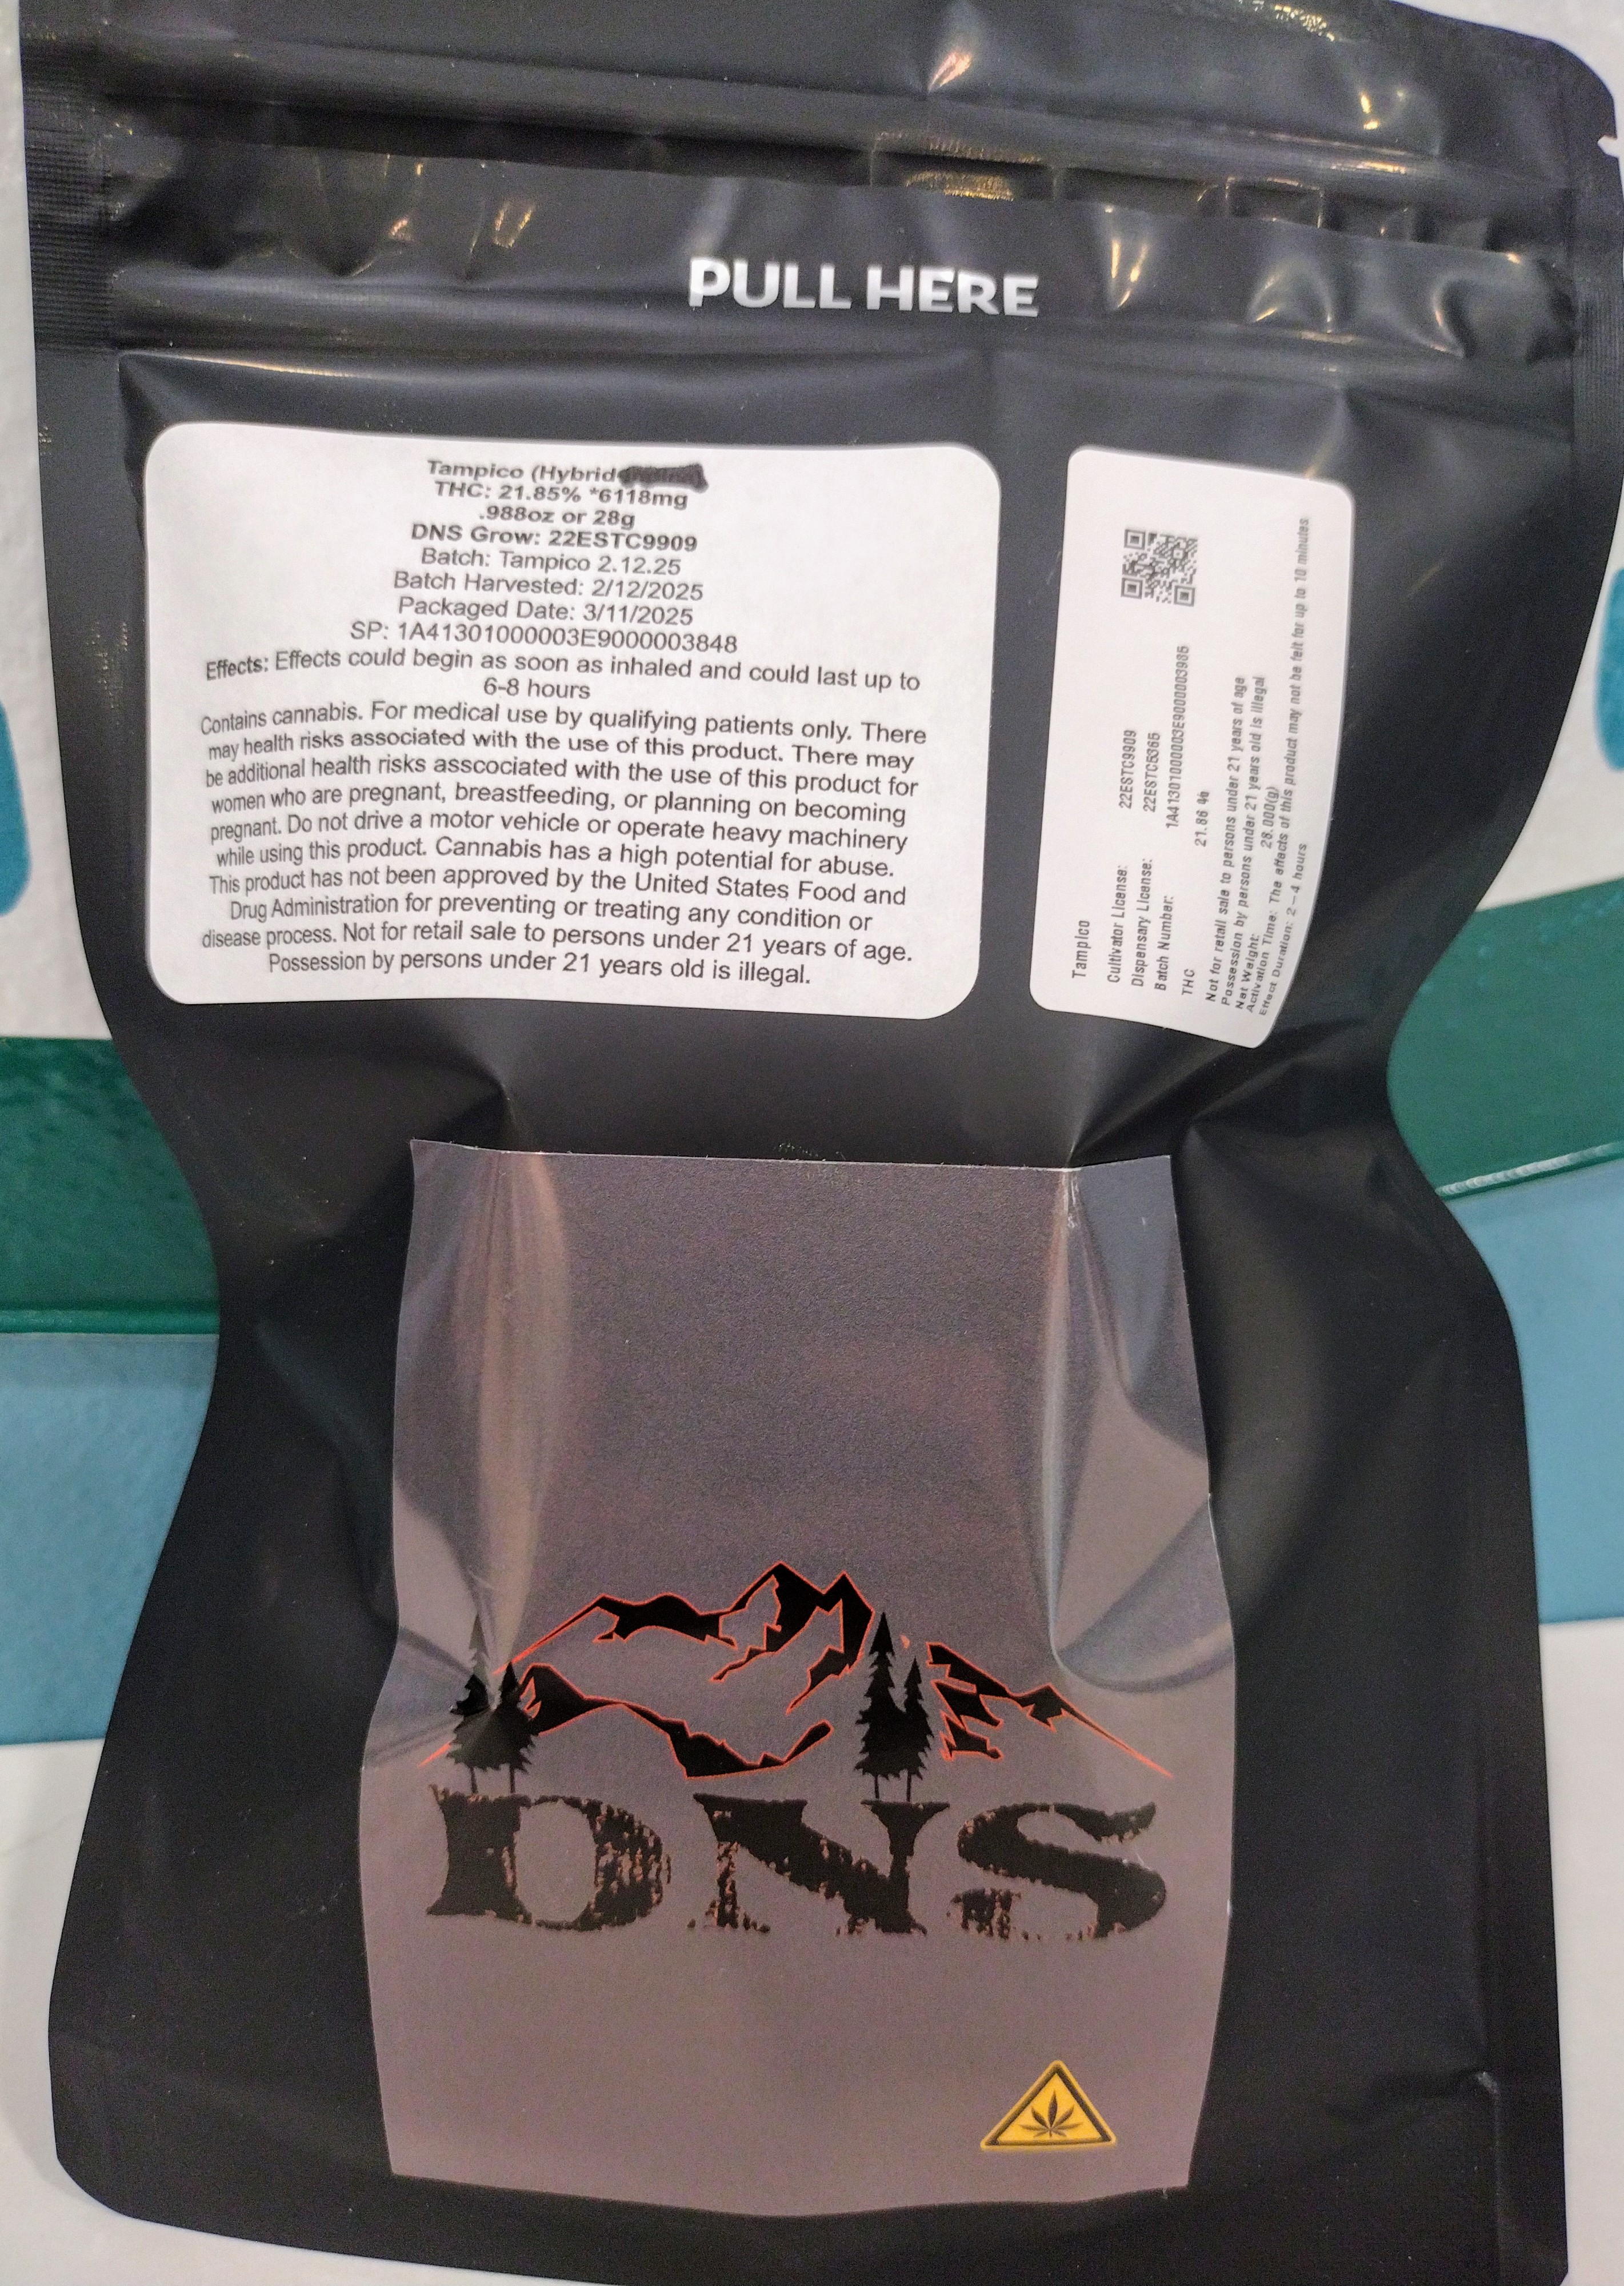 PULL HERE
Tampico (Hybrid
THC: 21.85% *6118mg
.988oz or 28g
DNS Grow: 22ESTC9909
Batch: Tampico 2.12.25
Batch Harvested: 2/12/2025
Packaged Date: 3/11/2025
SP: 1A41301000003E9000003848
Effects: Effects could begin as soon as inhaled and could last up to
6-8 hours
Contains cannabis. For medical use by qualifying patients only. There
may health risks associated with the use of this product. There may
be additional health risks asscociated with the use of this product for
women who are pregnant, breastfeeding, or planning on becoming
pregnant. Do not drive a motor vehicle or operate heavy machinery
while using this product. Cannabis has a high potential for abuse.
This product has not been approved by the United States Food and
Drug Administration for preventing or treating any condition or
disease process. Not for retail sale to persons under 21 years of age.
Possession by persons under 21 years old is illegal.
Tampico
Cultivator License: 22ESTC9909
Dispensary License: 22ESTC5365
Batch Number: 1A41301000003E9000003985
THC 21.86 %
Not for retail sale to persons under 21 years of age
Possession by persons under 21 years old is illegal
Net Weight: 28.000(g)
Activation Time: The affects of this product may not be felt for up to 10 minutes
Effect Duration: 2-4 hours
DNS